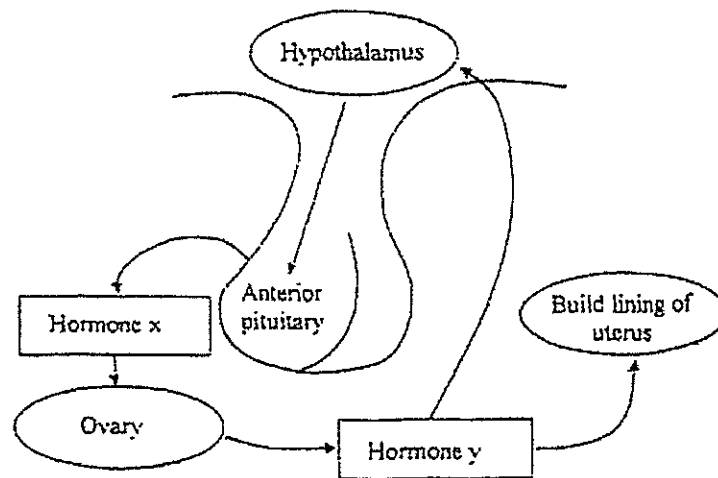 Hypothalamus
Anterior
pituitary
Hormone x
Build lining of
uterus
Ovary
Hormone y